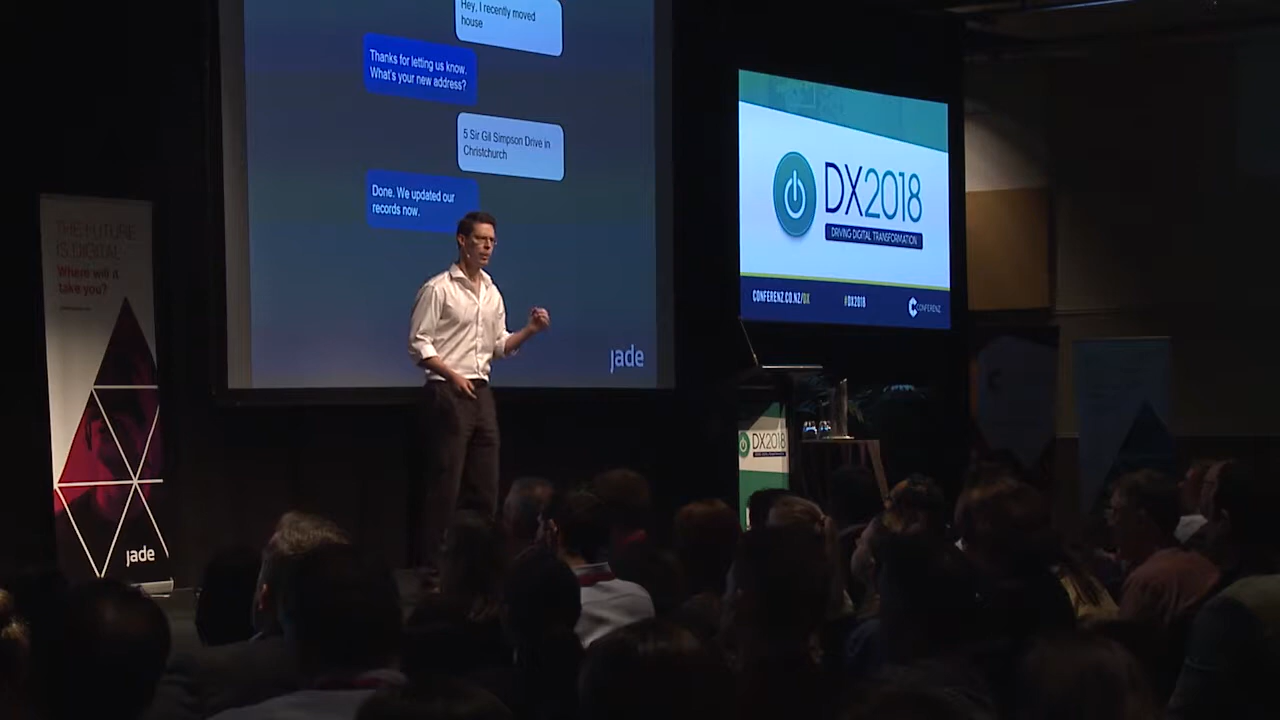 Hey, I recently moved
house
Thanks for letting us know.
What's your new address?
5 Sir Gil Simpson Drive in
Christchurch
Done. We updated our
records now.
jade
THE FUTURE
IS DIGITAL
Where will it
take you?
jade
DX2018
DRIVING DIGITAL TRANSFORMATION
CONFERENZ.CO.NZ/DX
#DX2018
CONFERENZ
DX2018